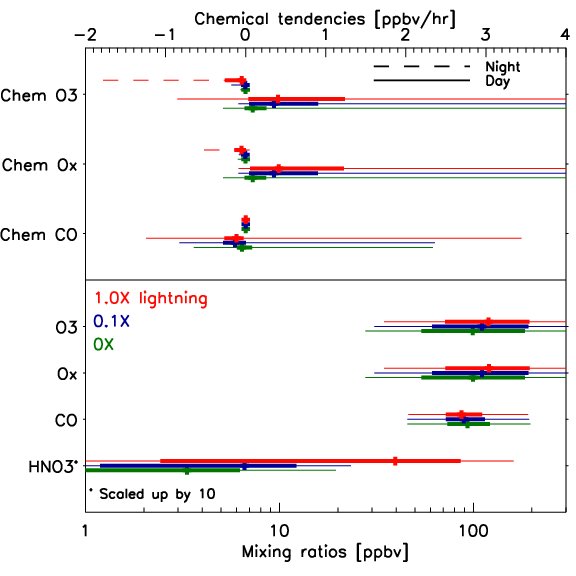 Chemical tendencies [ppbv/hr]
-2 -1 0 1 2 3 4
Night
Day
Chem O3
Chem Ox
Chem CO
1.0X lightning
0.1X
0X
O3
Ox
CO
HNO3*
* Scaled up by 10
1 10 100
Mixing ratios [ppbv]